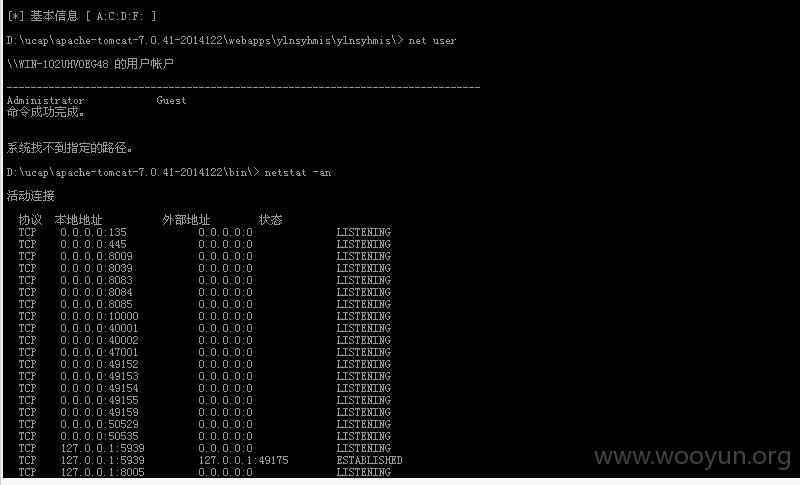 [*] 基本信息 [ A:C:D:F: ]
D:\ucap\apache-tomcat-7.0.41-2014122\webapps\ylnsyhmis\ylnsyhmis\> net user
\\WIN-102UHVOEG48 的用户帐户
-------------------------------------------------------------------------------
Administrator            Guest
命令成功完成。
系统找不到指定的路径。
D:\ucap\apache-tomcat-7.0.41-2014122\bin\> netstat -an
活动连接
协议  本地地址          外部地址        状态
TCP    0.0.0.0:135            0.0.0.0:0              LISTENING
TCP    0.0.0.0:445            0.0.0.0:0              LISTENING
TCP    0.0.0.0:8009           0.0.0.0:0              LISTENING
TCP    0.0.0.0:8039           0.0.0.0:0              LISTENING
TCP    0.0.0.0:8083           0.0.0.0:0              LISTENING
TCP    0.0.0.0:8084           0.0.0.0:0              LISTENING
TCP    0.0.0.0:8085           0.0.0.0:0              LISTENING
TCP    0.0.0.0:10000          0.0.0.0:0              LISTENING
TCP    0.0.0.0:40001          0.0.0.0:0              LISTENING
TCP    0.0.0.0:40002          0.0.0.0:0              LISTENING
TCP    0.0.0.0:47001          0.0.0.0:0              LISTENING
TCP    0.0.0.0:49152          0.0.0.0:0              LISTENING
TCP    0.0.0.0:49153          0.0.0.0:0              LISTENING
TCP    0.0.0.0:49154          0.0.0.0:0              LISTENING
TCP    0.0.0.0:49155          0.0.0.0:0              LISTENING
TCP    0.0.0.0:49159          0.0.0.0:0              LISTENING
TCP    0.0.0.0:50529          0.0.0.0:0              LISTENING
TCP    0.0.0.0:50535          0.0.0.0:0              LISTENING
TCP    127.0.0.1:5939         0.0.0.0:0              LISTENING
TCP    127.0.0.1:5939         127.0.0.1:49175        ESTABLISHED
TCP    127.0.0.1:8005         0.0.0.0:0              LISTENING
www.wooyun.org